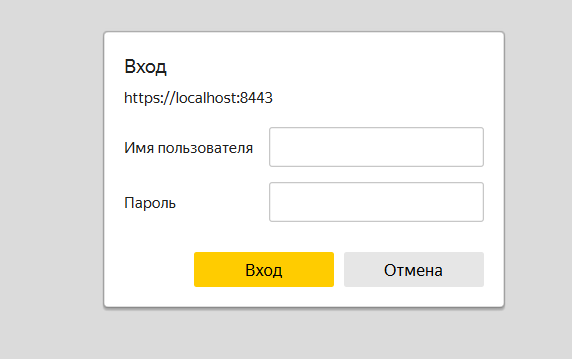 Вход
https://localhost:8443
Имя пользователя
Пароль
Вход Отмена